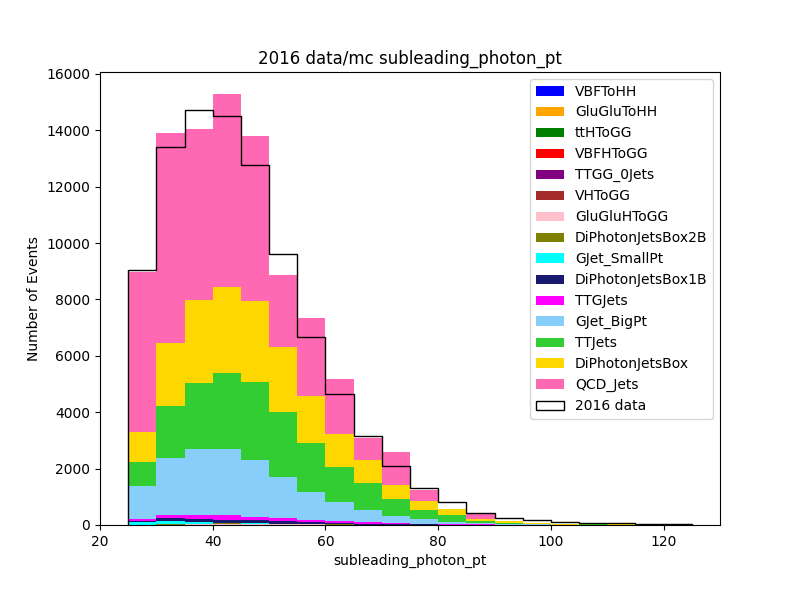 2016 data/mc subleading_photon_pt
16000
14000
12000
10000
8000
6000
4000
2000
0
Number of Events
20
40
60
80
100
120
subleading_photon_pt
VBFToHH
GluGluToHH
ttHToGG
VBFHToGG
TTGG_0Jets
VHToGG
GluGluHToGG
DiPhotonJetsBox2B
GJet_SmallPt
DiPhotonJetsBox1B
TTGJets
GJet_BigPt
TTJets
DiPhotonJetsBox
QCD_Jets
2016 data